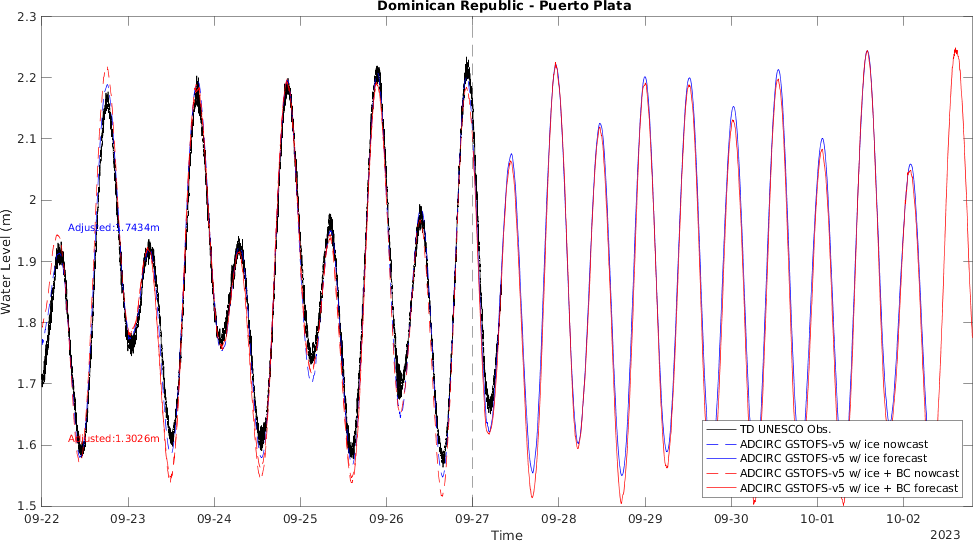 Dominican Republic - Puerto Plata
Water Level (m)
2.3
2.2
2.1
2
1.9
1.8
1.7
1.6
1.5
Adjusted:1.7434m
Adjusted:1.3026m
TD UNESCO Obs.
ADCIRC GSTOFS-v5 w/ ice nowcast
ADCIRC GSTOFS-v5 w/ ice forecast
ADCIRC GSTOFS-v5 w/ ice + BC nowcast
ADCIRC GSTOFS-v5 w/ ice + BC forecast
09-22 09-23 09-24 09-25 09-26 09-27 09-28 09-29 09-30 10-01 10-02
Time
2023